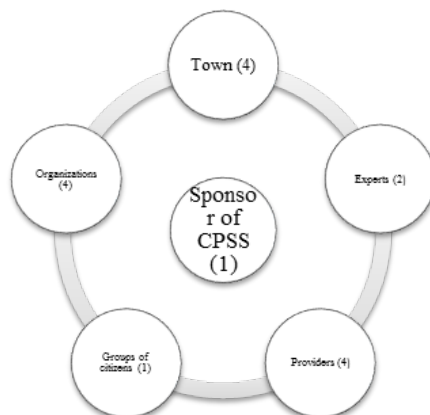 Town (4)
Organizations
(4)
Experts (2)
Sponso
r of
CPSS
(1)
Groups of
citizens (1)
Providers (4)